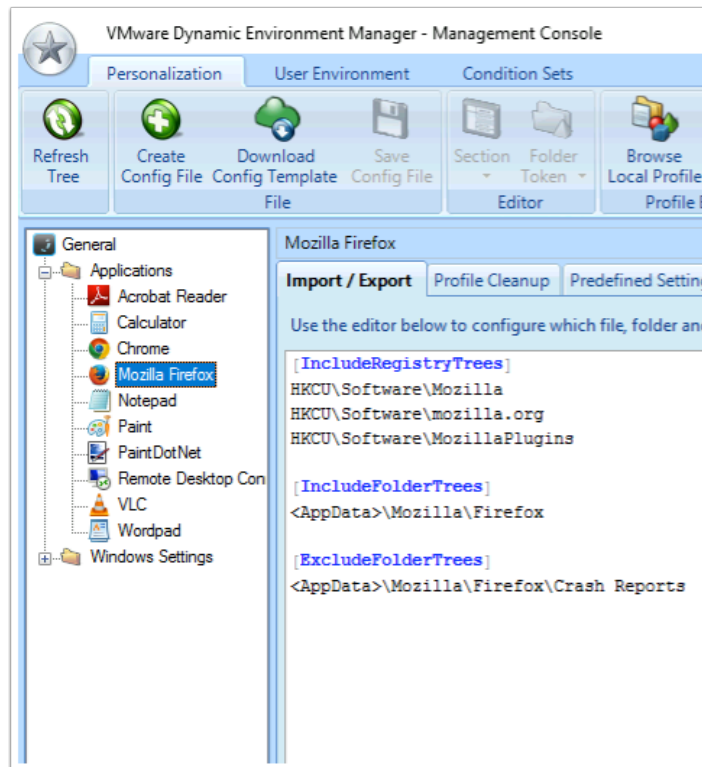 VMware Dynamic Environment Manager - Management Console
Personalization User Environment Condition Sets
Refresh Tree
Create Config File
Download Config Template
Save Config File
Section
Folder Token
Browse Local Profile
File
Editor
Profile
General
Applications
Acrobat Reader
Calculator
Chrome
Mozilla Firefox
Notepad
Paint
PaintDotNet
Remote Desktop Con
VLC
Wordpad
Windows Settings
Mozilla Firefox
Import / Export Profile Cleanup Predefined Setting
Use the editor below to configure which file, folder an
[IncludeRegistryTrees]
HKCU\Software\Mozilla
HKCU\Software\mozilla.org
HKCU\Software\MozillaPlugins
[IncludeFolderTrees]
<AppData>\Mozilla\Firefox
[ExcludeFolderTrees]
<AppData>\Mozilla\Firefox\Crash Reports